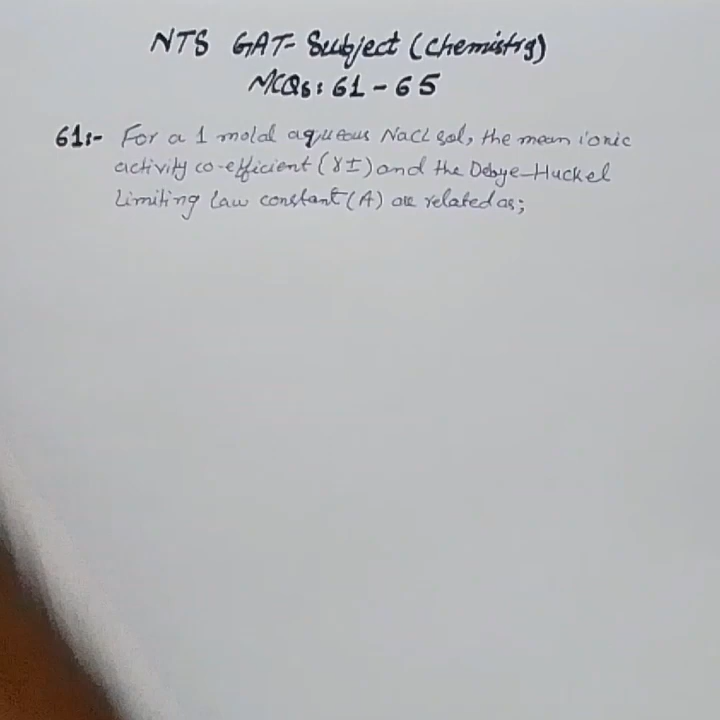 NTS GAT- Subject (Chemistry)
MCQs: 61 - 65
61:- For a 1 molal aqueous NaCl sol, the mean ionic
activity co-efficient (γ±) and the Debye-Huckel
Limiting Law constant (A) are related as;